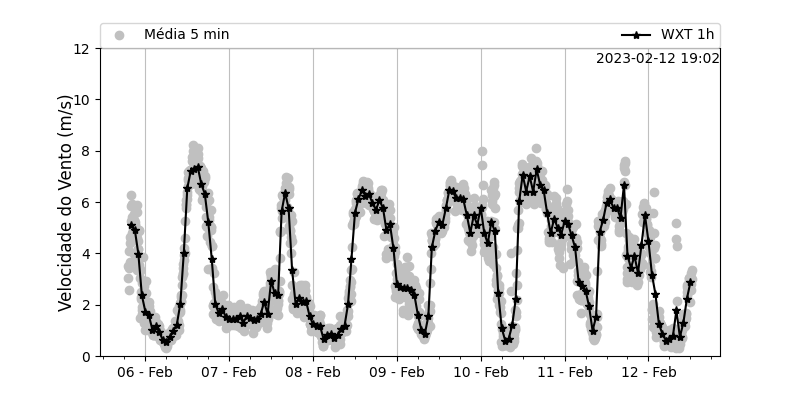 Média 5 min WXT 1h
2023-02-12 19:02
Velocidade do Vento (m/s)
12
10
8
6
4
2
0
06 - Feb 07 - Feb 08 - Feb 09 - Feb 10 - Feb 11 - Feb 12 - Feb